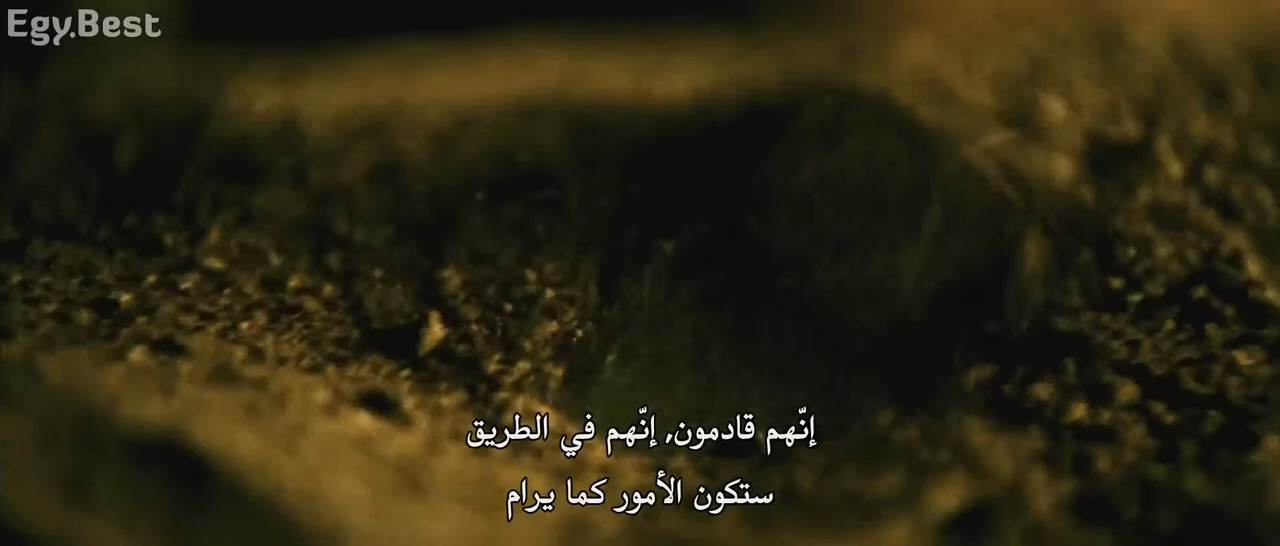 Egy.Best
إنّهم قادمون, إنّهم في الطريق
ستكون الأمور كما يرام